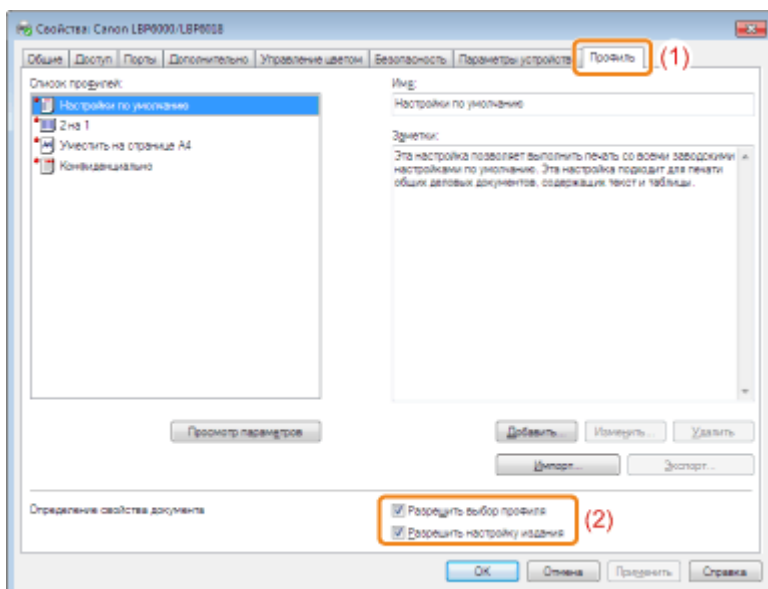 Свойства: Canon LBP6000/LBP6018
Общие Доступ Порты Дополнительно Управление цветом Безопасность Параметры устройства Профиль (1)
Список профилей:
Настройки по умолчанию
2 на 1
Уместить на странице A4
Конфиденциально
Имя:
Настройки по умолчанию
Заметки:
Эта настройка позволяет выполнить печать со всеми заводскими
настройками по умолчанию. Эта настройка подходит для печати
общих деловых документов, содержащих текст и таблицы.
Просмотр параметров
Добавить... Изменить... Удалить
Импорт... Экспорт...
Определение свойства документа
Разрешить выбор профиля
Разрешить настройку издания
(2)
OK Отмена Применить Справка